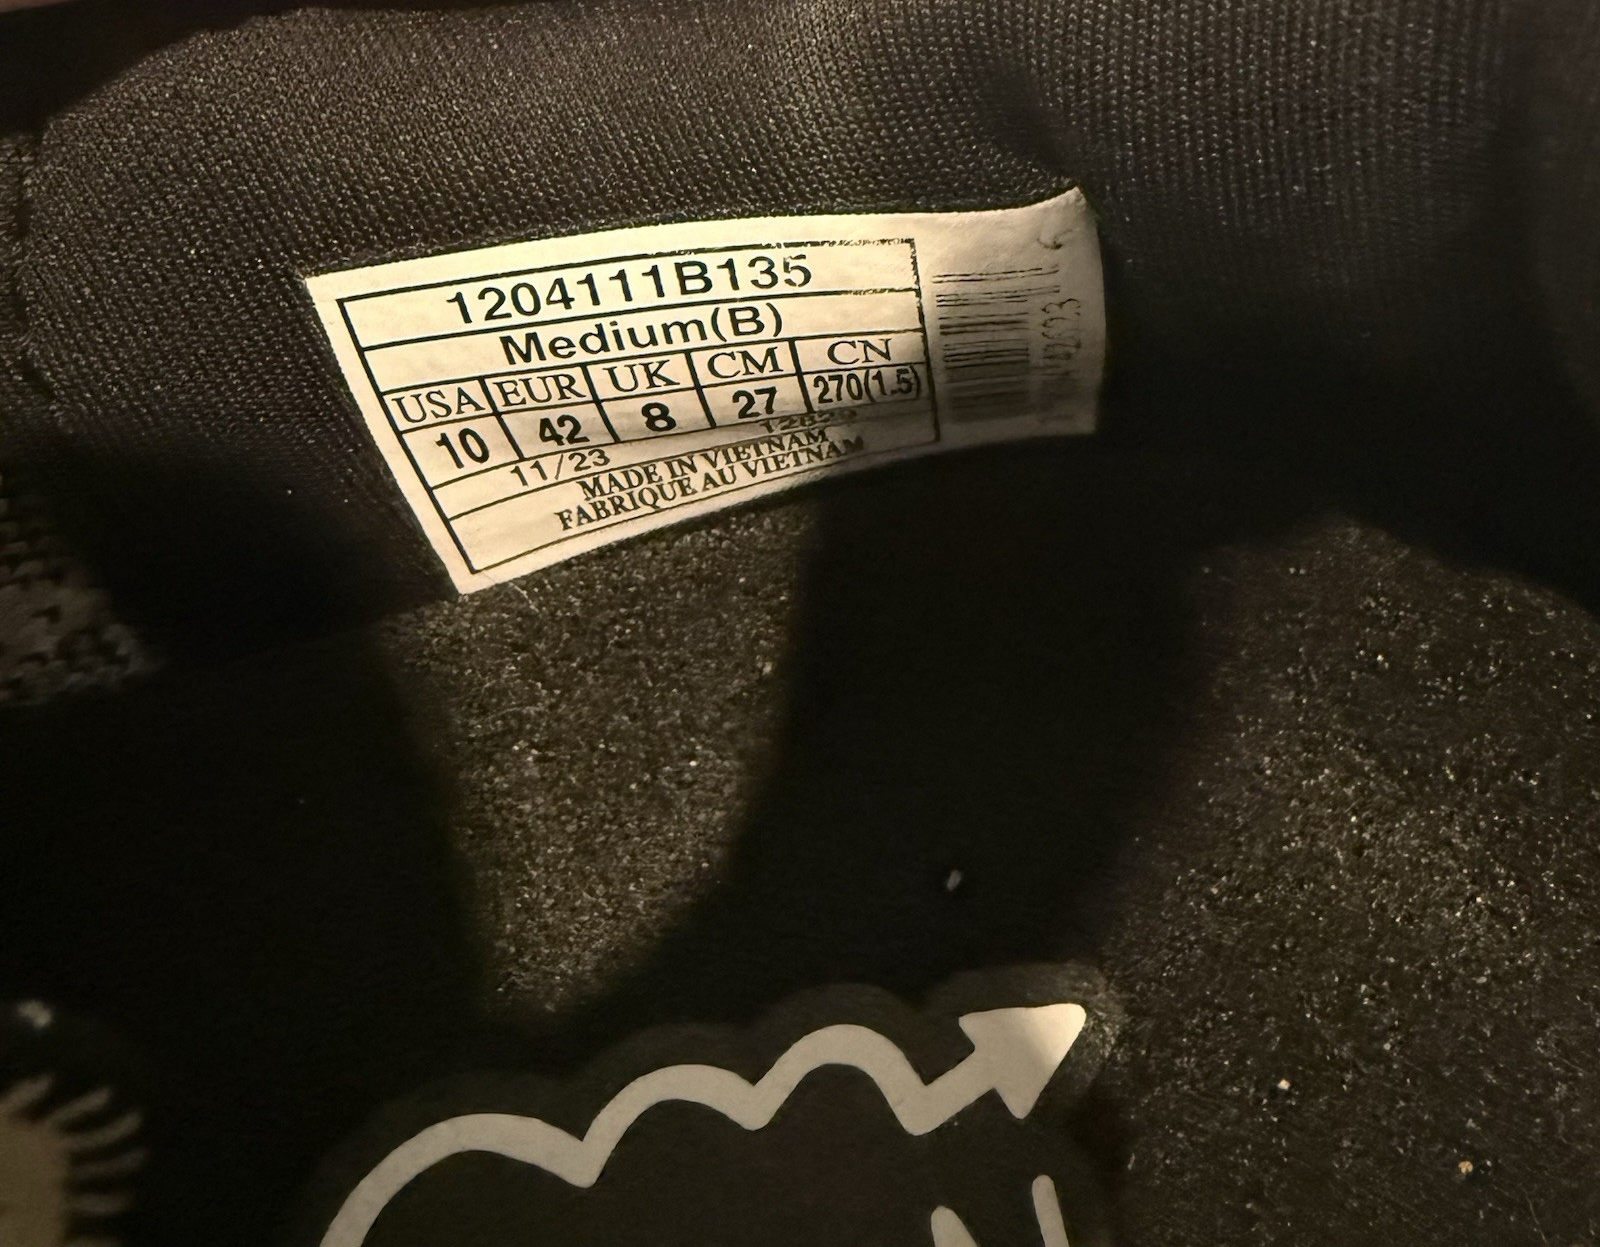 1204111B135
Medium(B)
USA EUR UK CM CN
10 42 8 27 270(1.5)
11/23
MADE IN VIETNAM
FABRIQUE AU VIETNAM